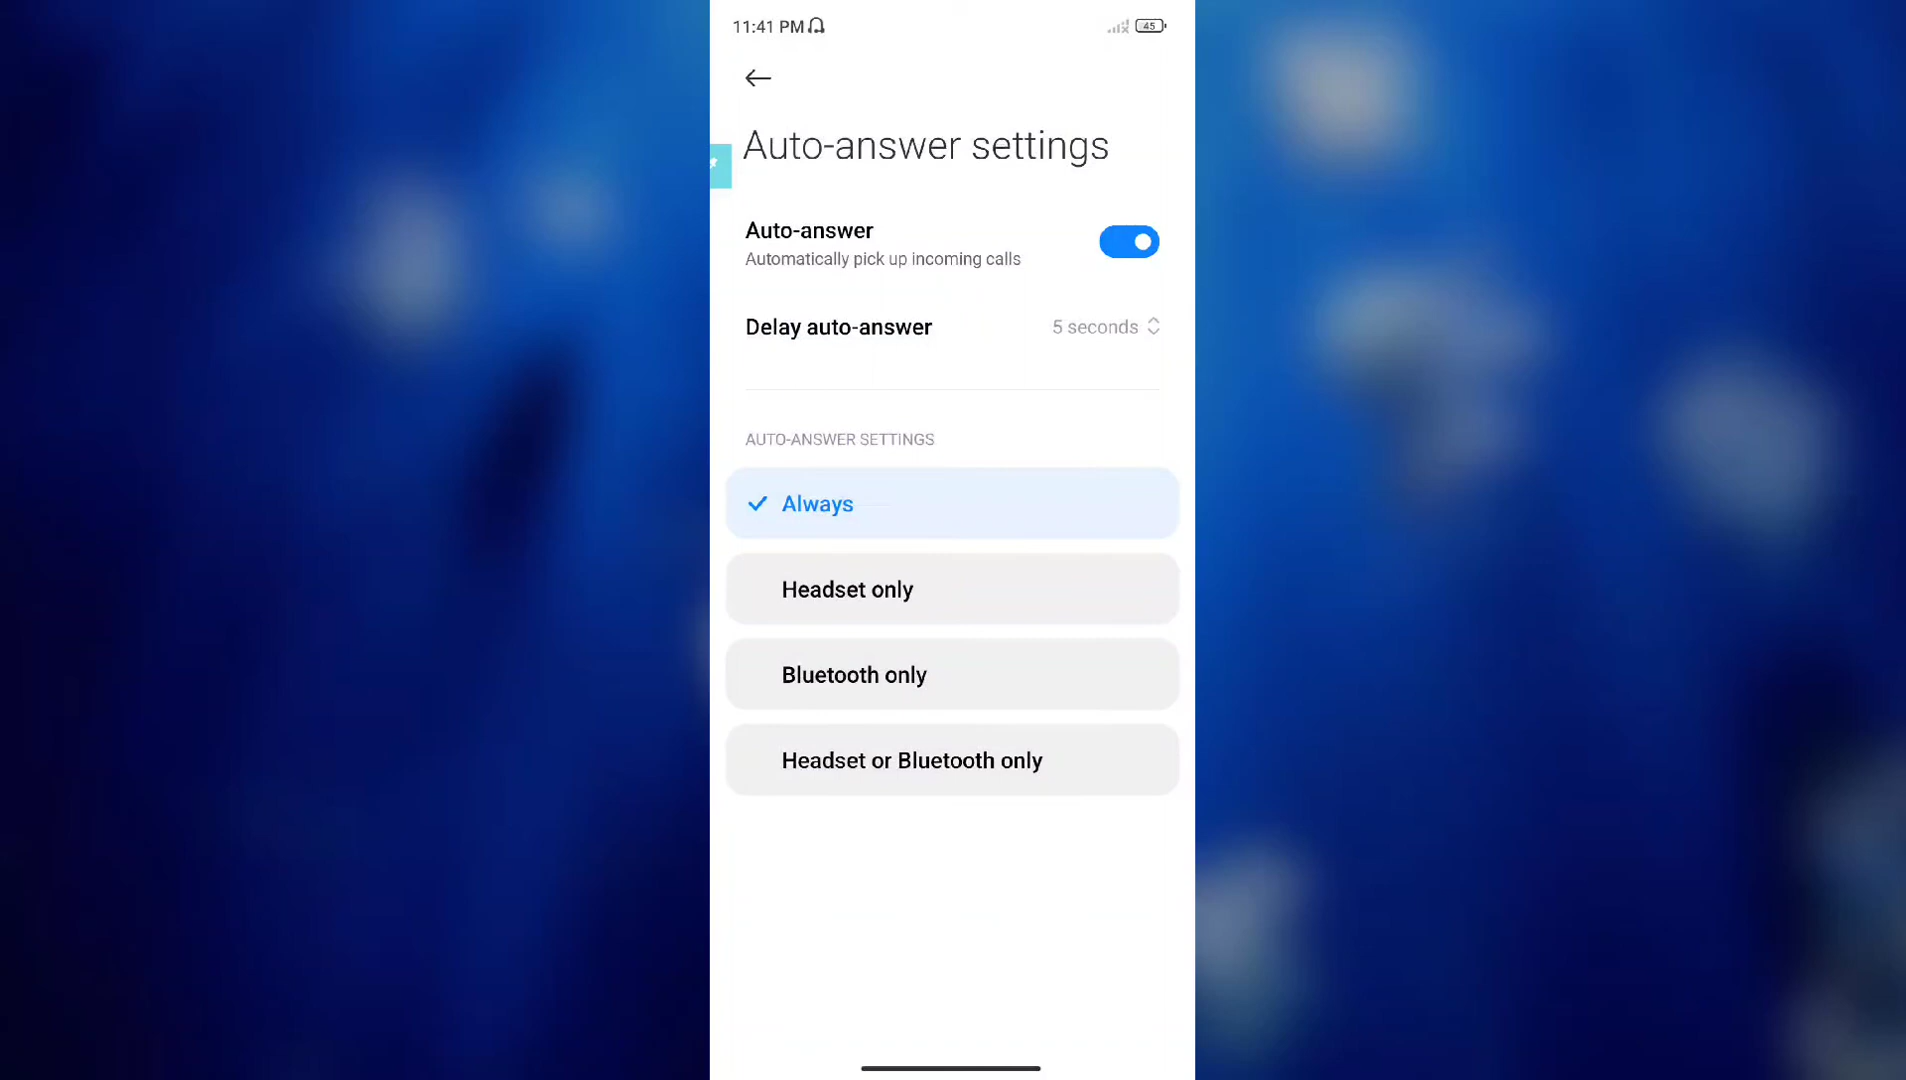 11:41 PM
45
Auto-answer settings
Auto-answer
Automatically pick up incoming calls
Delay auto-answer 5 seconds
AUTO-ANSWER SETTINGS
Always
Headset only
Bluetooth only
Headset or Bluetooth only